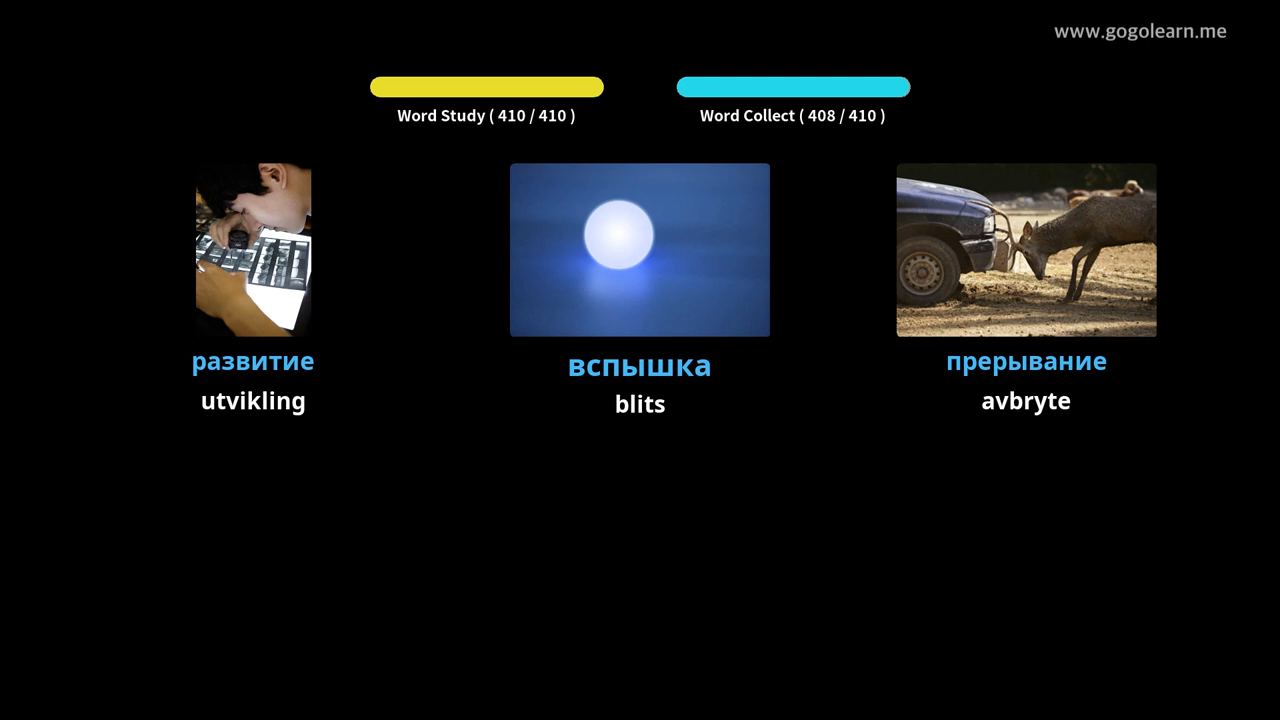 www.gogolearn.me
Word Study ( 410 / 410 )
Word Collect ( 408 / 410 )
развитие
utvikling
вспышка
blits
прерывание
avbryte